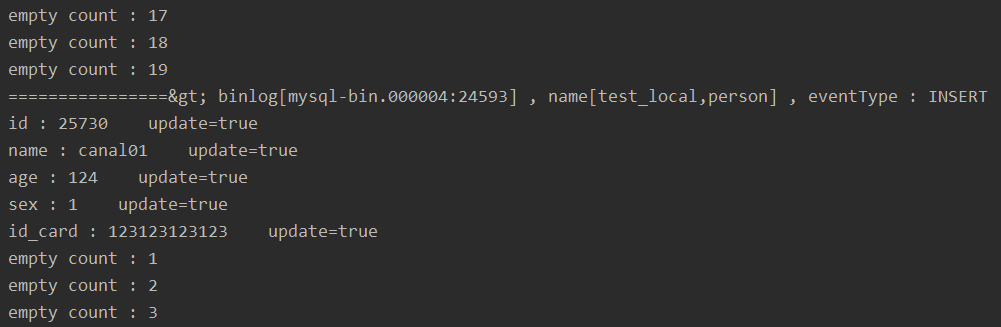 empty count : 17
empty count : 18
empty count : 19
================&gt; binlog[mysql-bin.000004:24593] , name[test_local,person] , eventType : INSERT
id : 25730    update=true
name : canal01    update=true
age : 124    update=true
sex : 1    update=true
id_card : 123123123123    update=true
empty count : 1
empty count : 2
empty count : 3